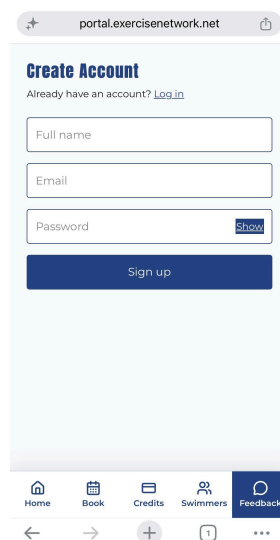 portal.exercisenetwork.net
Create Account
Already have an account? Log in
Full name
Email
Password Show
Sign up
Home Book Credits Swimmers Feedback
1